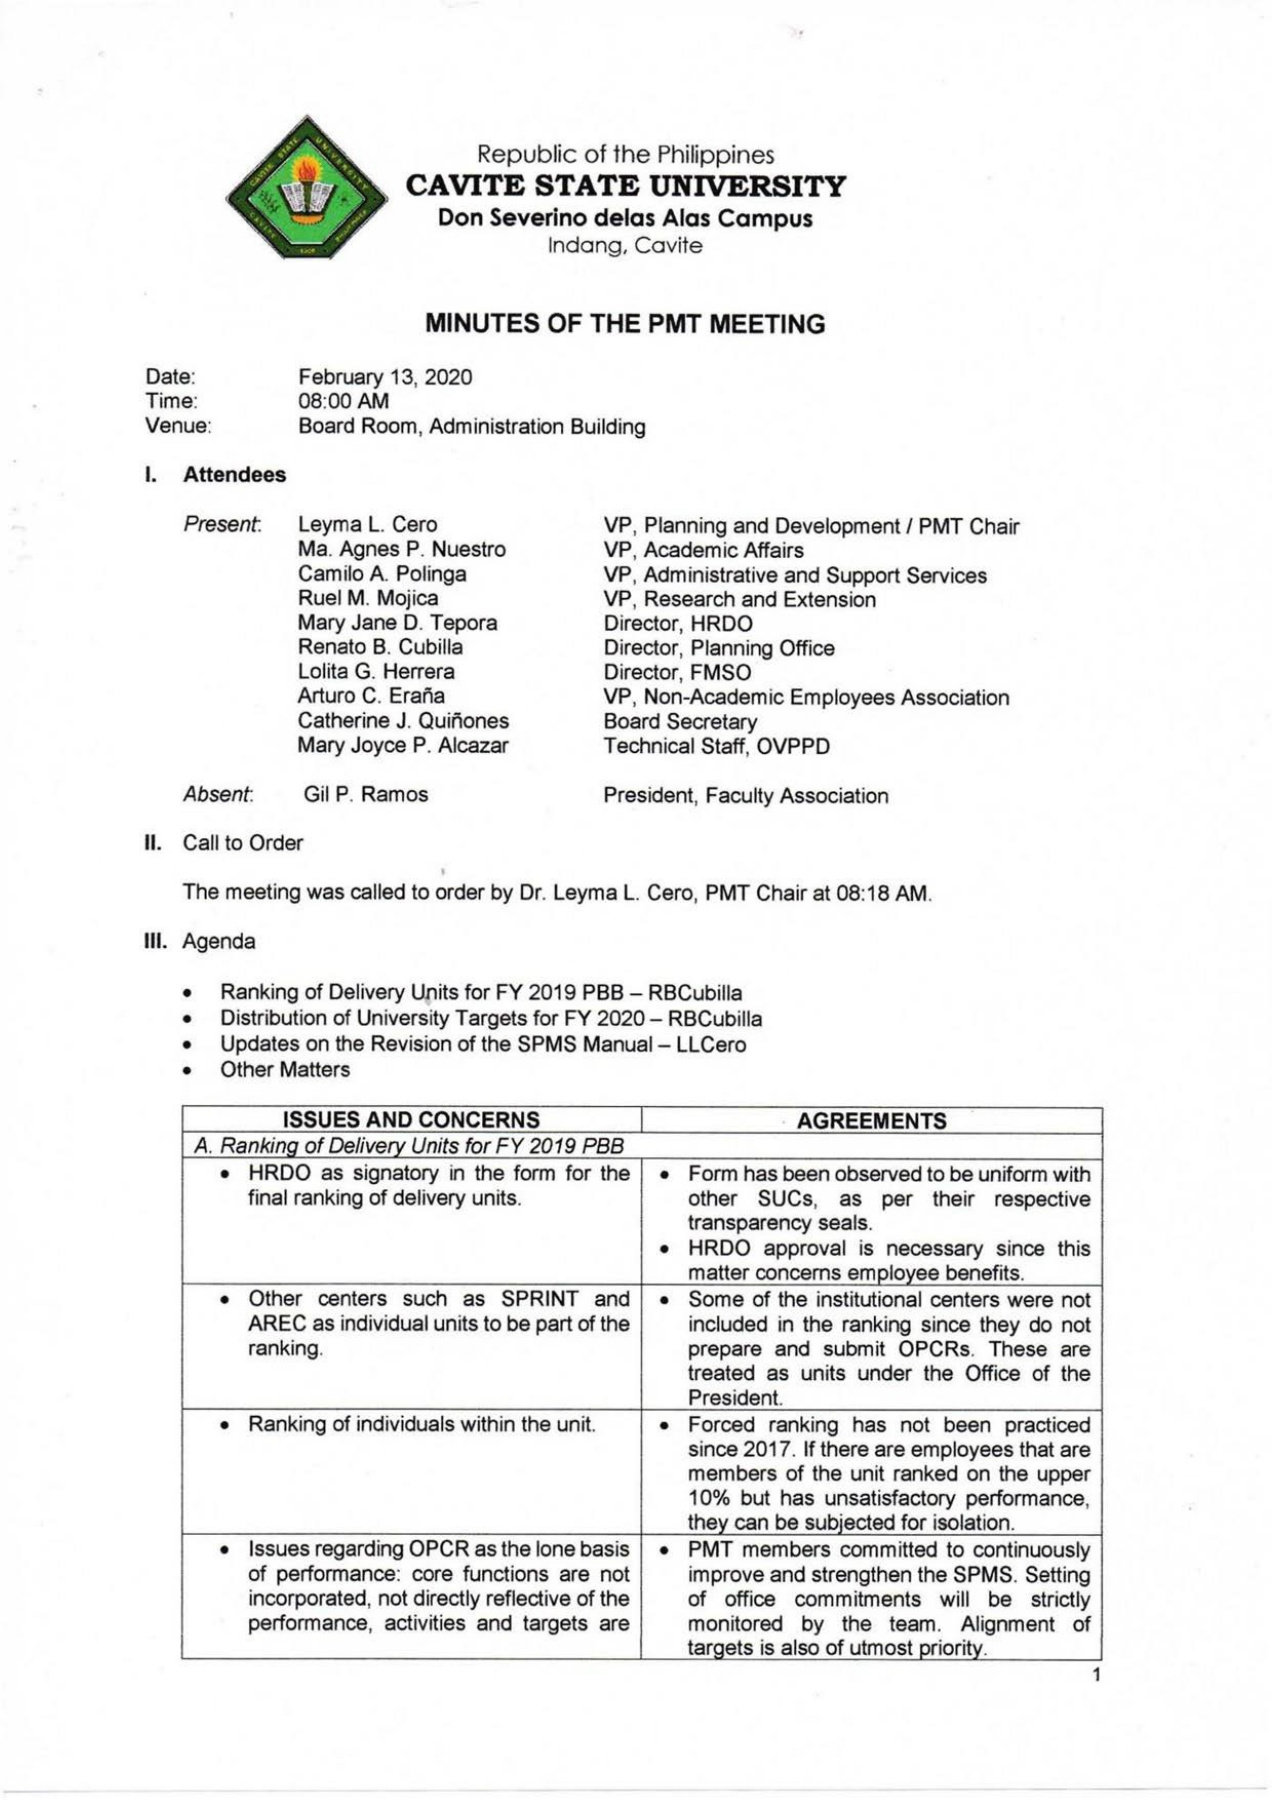 Republic of the Philippines
CAVITE STATE UNIVERSITY
Don Severino delas Alas Campus
Indang, Cavite
MINUTES OF THE PMT MEETING
Date: February 13, 2020
Time: 08:00 AM
Venue: Board Room, Administration Building
I. Attendees
Present: Leyma L. Cero VP, Planning and Development / PMT Chair
Ma. Agnes P. Nuestro VP, Academic Affairs
Camilo A. Polinga VP, Administrative and Support Services
Ruel M. Mojica VP, Research and Extension
Mary Jane D. Tepora Director, HRDO
Renato B. Cubilla Director, Planning Office
Lolita G. Herrera Director, FMSO
Arturo C. Eraña VP, Non-Academic Employees Association
Catherine J. Quiñones Board Secretary
Mary Joyce P. Alcazar Technical Staff, OVPPD
Absent: Gil P. Ramos President, Faculty Association
II. Call to Order
The meeting was called to order by Dr. Leyma L. Cero, PMT Chair at 08:18 AM.
III. Agenda
• Ranking of Delivery Units for FY 2019 PBB – RBCubilla
• Distribution of University Targets for FY 2020 – RBCubilla
• Updates on the Revision of the SPMS Manual – LLCero
• Other Matters
ISSUES AND CONCERNS
AGREEMENTS
A. Ranking of Delivery Units for FY 2019 PBB
• HRDO as signatory in the form for the
final ranking of delivery units.
• Form has been observed to be uniform with
other SUCs, as per their respective
transparency seals.
• HRDO approval is necessary since this
matter concerns employee benefits.
• Other centers such as SPRINT and
AREC as individual units to be part of the
ranking.
• Some of the institutional centers were not
included in the ranking since they do not
prepare and submit OPCRs. These are
treated as units under the Office of the
President.
• Ranking of individuals within the unit.
• Forced ranking has not been practiced
since 2017. If there are employees that are
members of the unit ranked on the upper
10% but has unsatisfactory performance,
they can be subjected for isolation.
• Issues regarding OPCR as the lone basis
of performance: core functions are not
incorporated, not directly reflective of the
performance, activities and targets are
• PMT members committed to continuously
improve and strengthen the SPMS. Setting
of office commitments will be strictly
monitored by the team. Alignment of
targets is also of utmost priority.
1